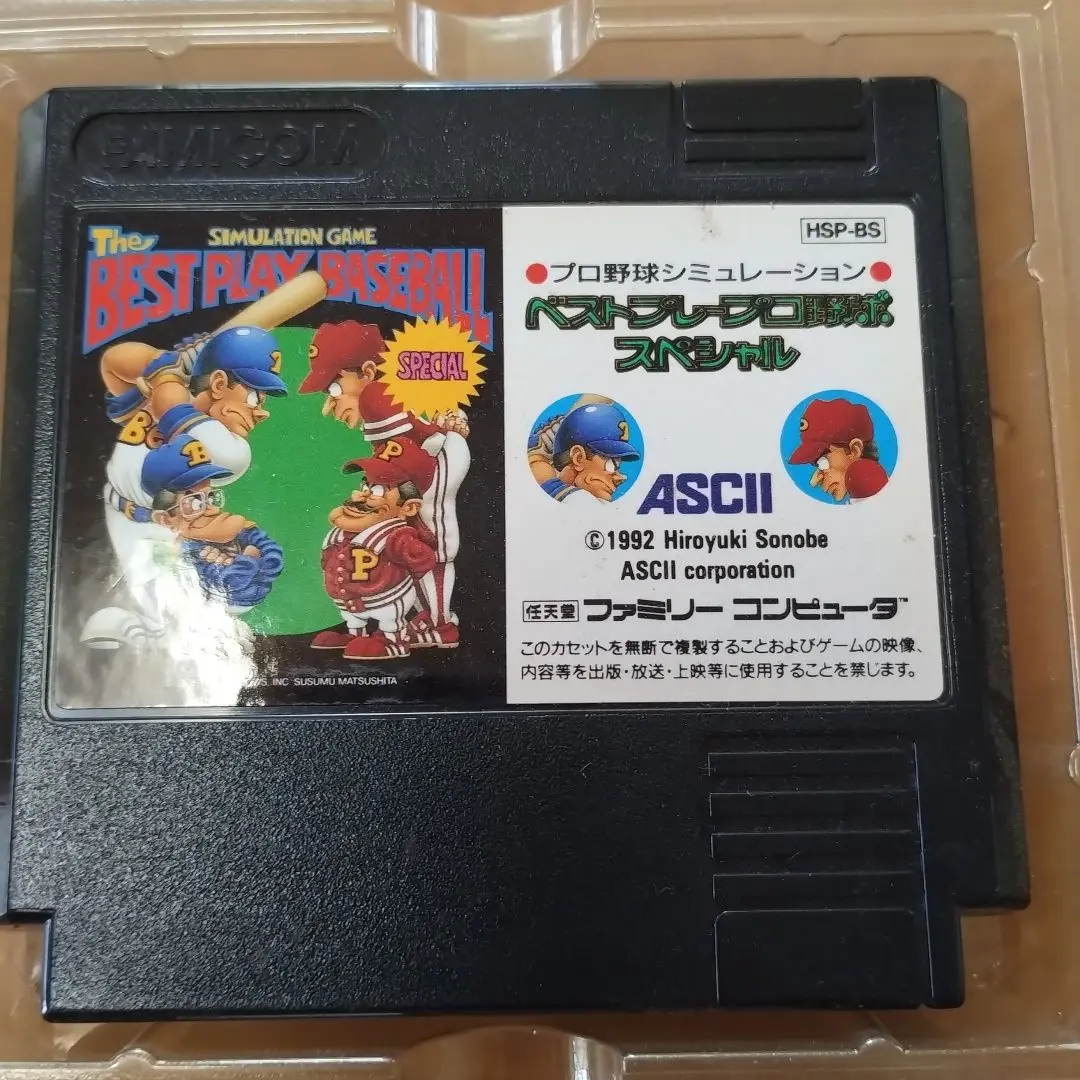 FAMICOM
The
SIMULATION GAME
BEST PLAY BASEBALL
SPECIAL
B
P
P
INC SUSUMU MATSUSHITA
HSP-BS
●プロ野球シミュレーション●
ベストプレープロ野球
スペシャル
ASCII
©1992 Hiroyuki Sonobe
ASCII corporation
任天堂 ファミリー コンピュータ™
このカセットを無断で複製することおよびゲームの映像、
内容等を出版・放送・上映等に使用することを禁じます。